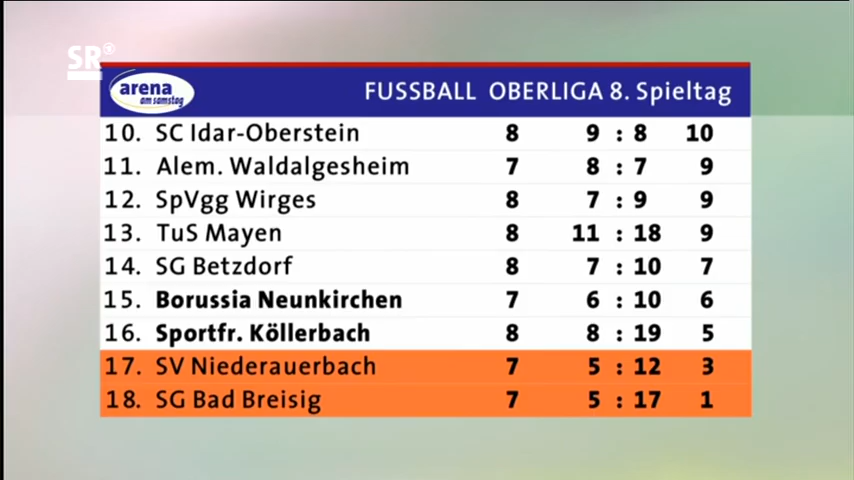 SR
arena
am samstag
FUSSBALL OBERLIGA 8. Spieltag
10. SC Idar-Oberstein 8 9 : 8 10
11. Alem. Waldalgesheim 7 8 : 7 9
12. SpVgg Wirges 8 7 : 9 9
13. TuS Mayen 8 11 : 18 9
14. SG Betzdorf 8 7 : 10 7
15. Borussia Neunkirchen 7 6 : 10 6
16. Sportfr. Köllerbach 8 8 : 19 5
17. SV Niederauerbach 7 5 : 12 3
18. SG Bad Breisig 7 5 : 17 1